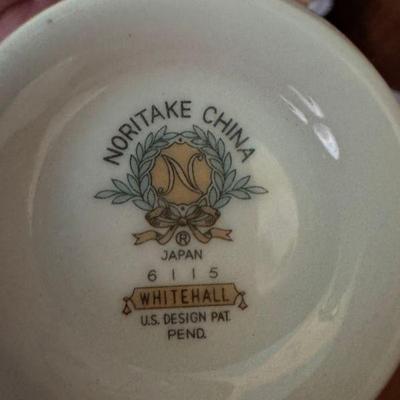 NORITAKE CHINA
N
®
JAPAN
6115
WHITEHALL
U.S. DESIGN PAT.
PEND.